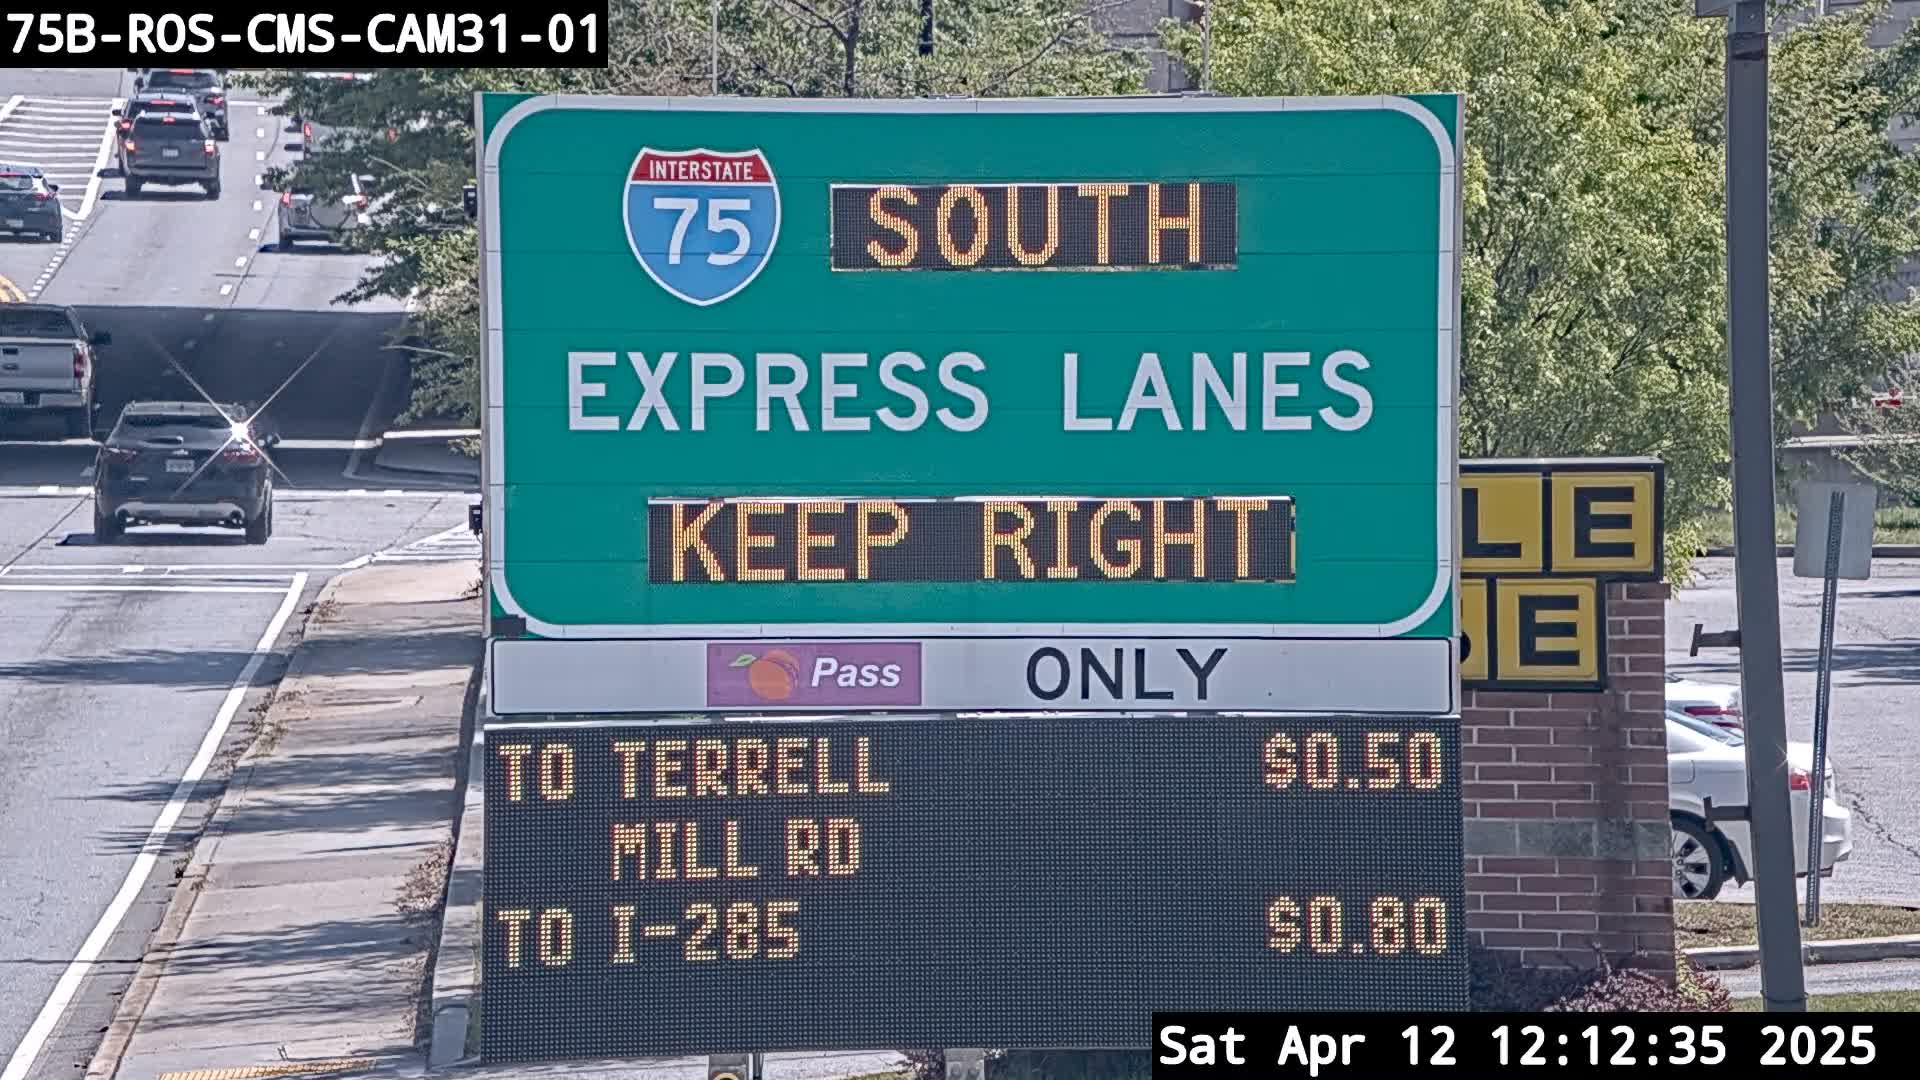 75B-ROS-CMS-CAM31-01
INTERSTATE
75
SOUTH
EXPRESS LANES
KEEP RIGHT
Pass ONLY
TO TERRELL $0.50
MILL RD
TO I-285 $0.80
LE
E
Sat Apr 12 12:12:35 2025